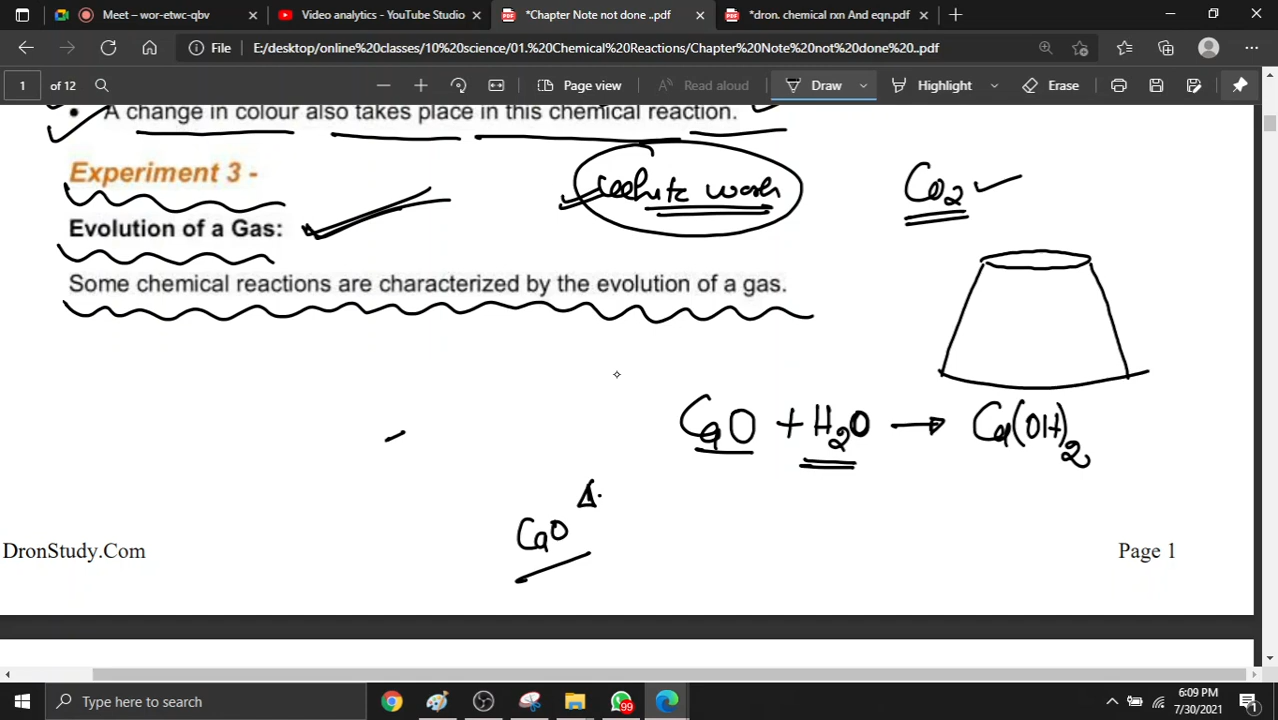 Meet – wor-etwc-qbv
Video analytics - YouTube Studio
*Chapter Note not done ..pdf
*dron. chemical rxn And eqn.pdf
File
E:/desktop/online%20classes/10%20science/01.%20Chemical%20Reactions/Chapter%20Note%20not%20done%20..pdf
1 of 12
Page view
Read aloud
Draw
Highlight
Erase
• A change in colour also takes place in this chemical reaction.
Experiment 3 -
white wash
CO2
Evolution of a Gas:
Some chemical reactions are characterized by the evolution of a gas.
CaO + H2O → Ca(OH)2
Δ
CaO
DronStudy.Com
Page 1
Type here to search
99
6:09 PM
7/30/2021
1